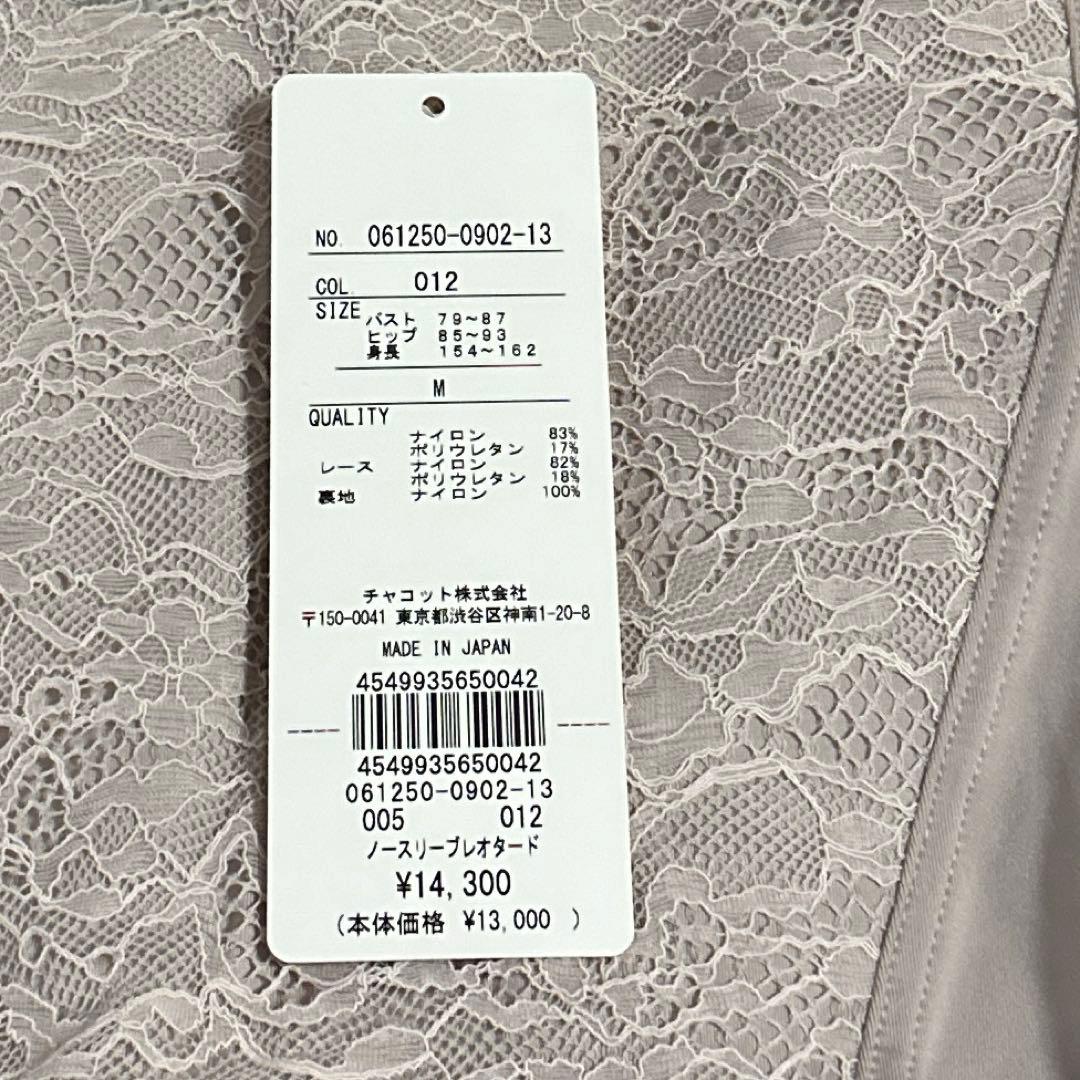 NO. 061250-0902-13
COL. 012
SIZE バスト 79~87
ヒップ 85~93
身長 154~162
M
QUALITY
ナイロン 83%
ポリウレタン 17%
レース ナイロン 82%
ポリウレタン 18%
裏地 ナイロン 100%
チャコット株式会社
〒150-0041 東京都渋谷区神南1-20-8
MADE IN JAPAN
4549935650042
4549935650042
061250-0902-13
005 012
ノースリーブレオタード
¥14,300
(本体価格 ¥13,000 )